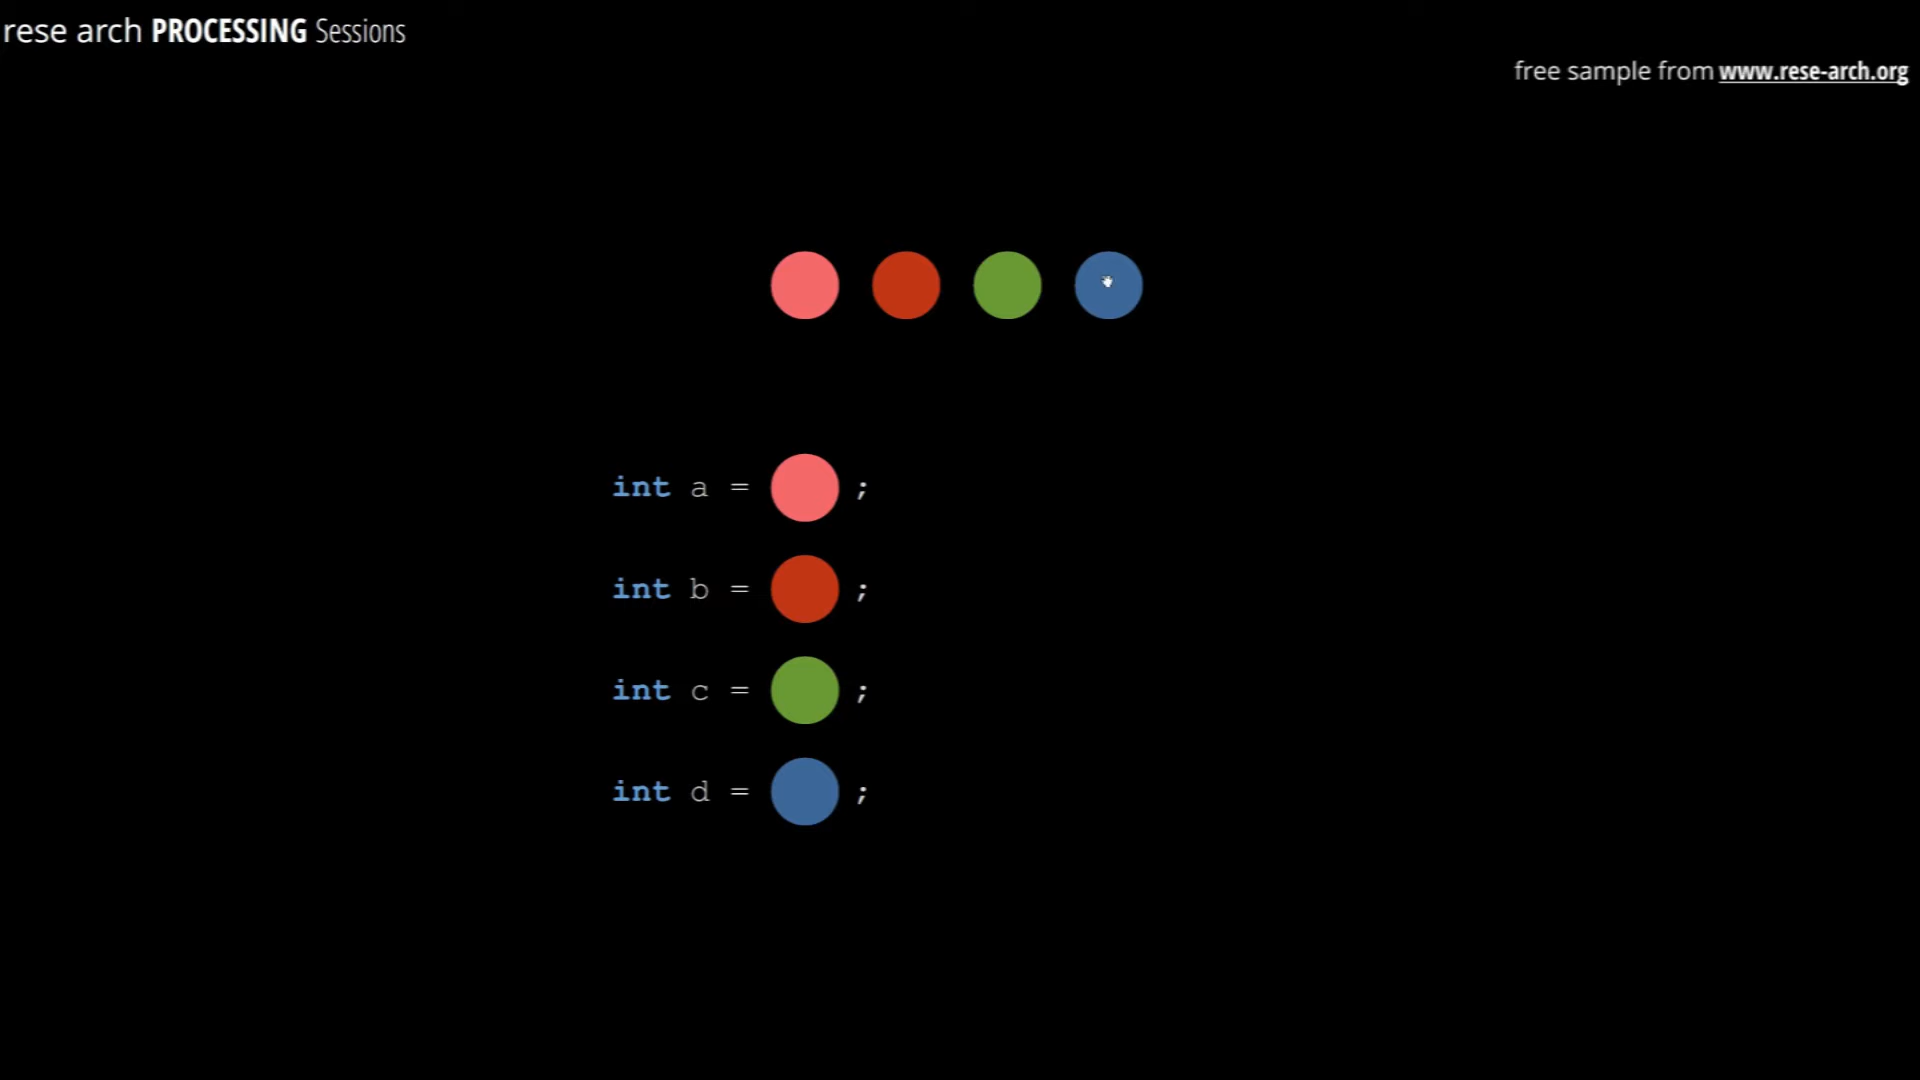 rese arch PROCESSING Sessions
free sample from www.rese-arch.org
int a = ;
int b = ;
int c = ;
int d = ;